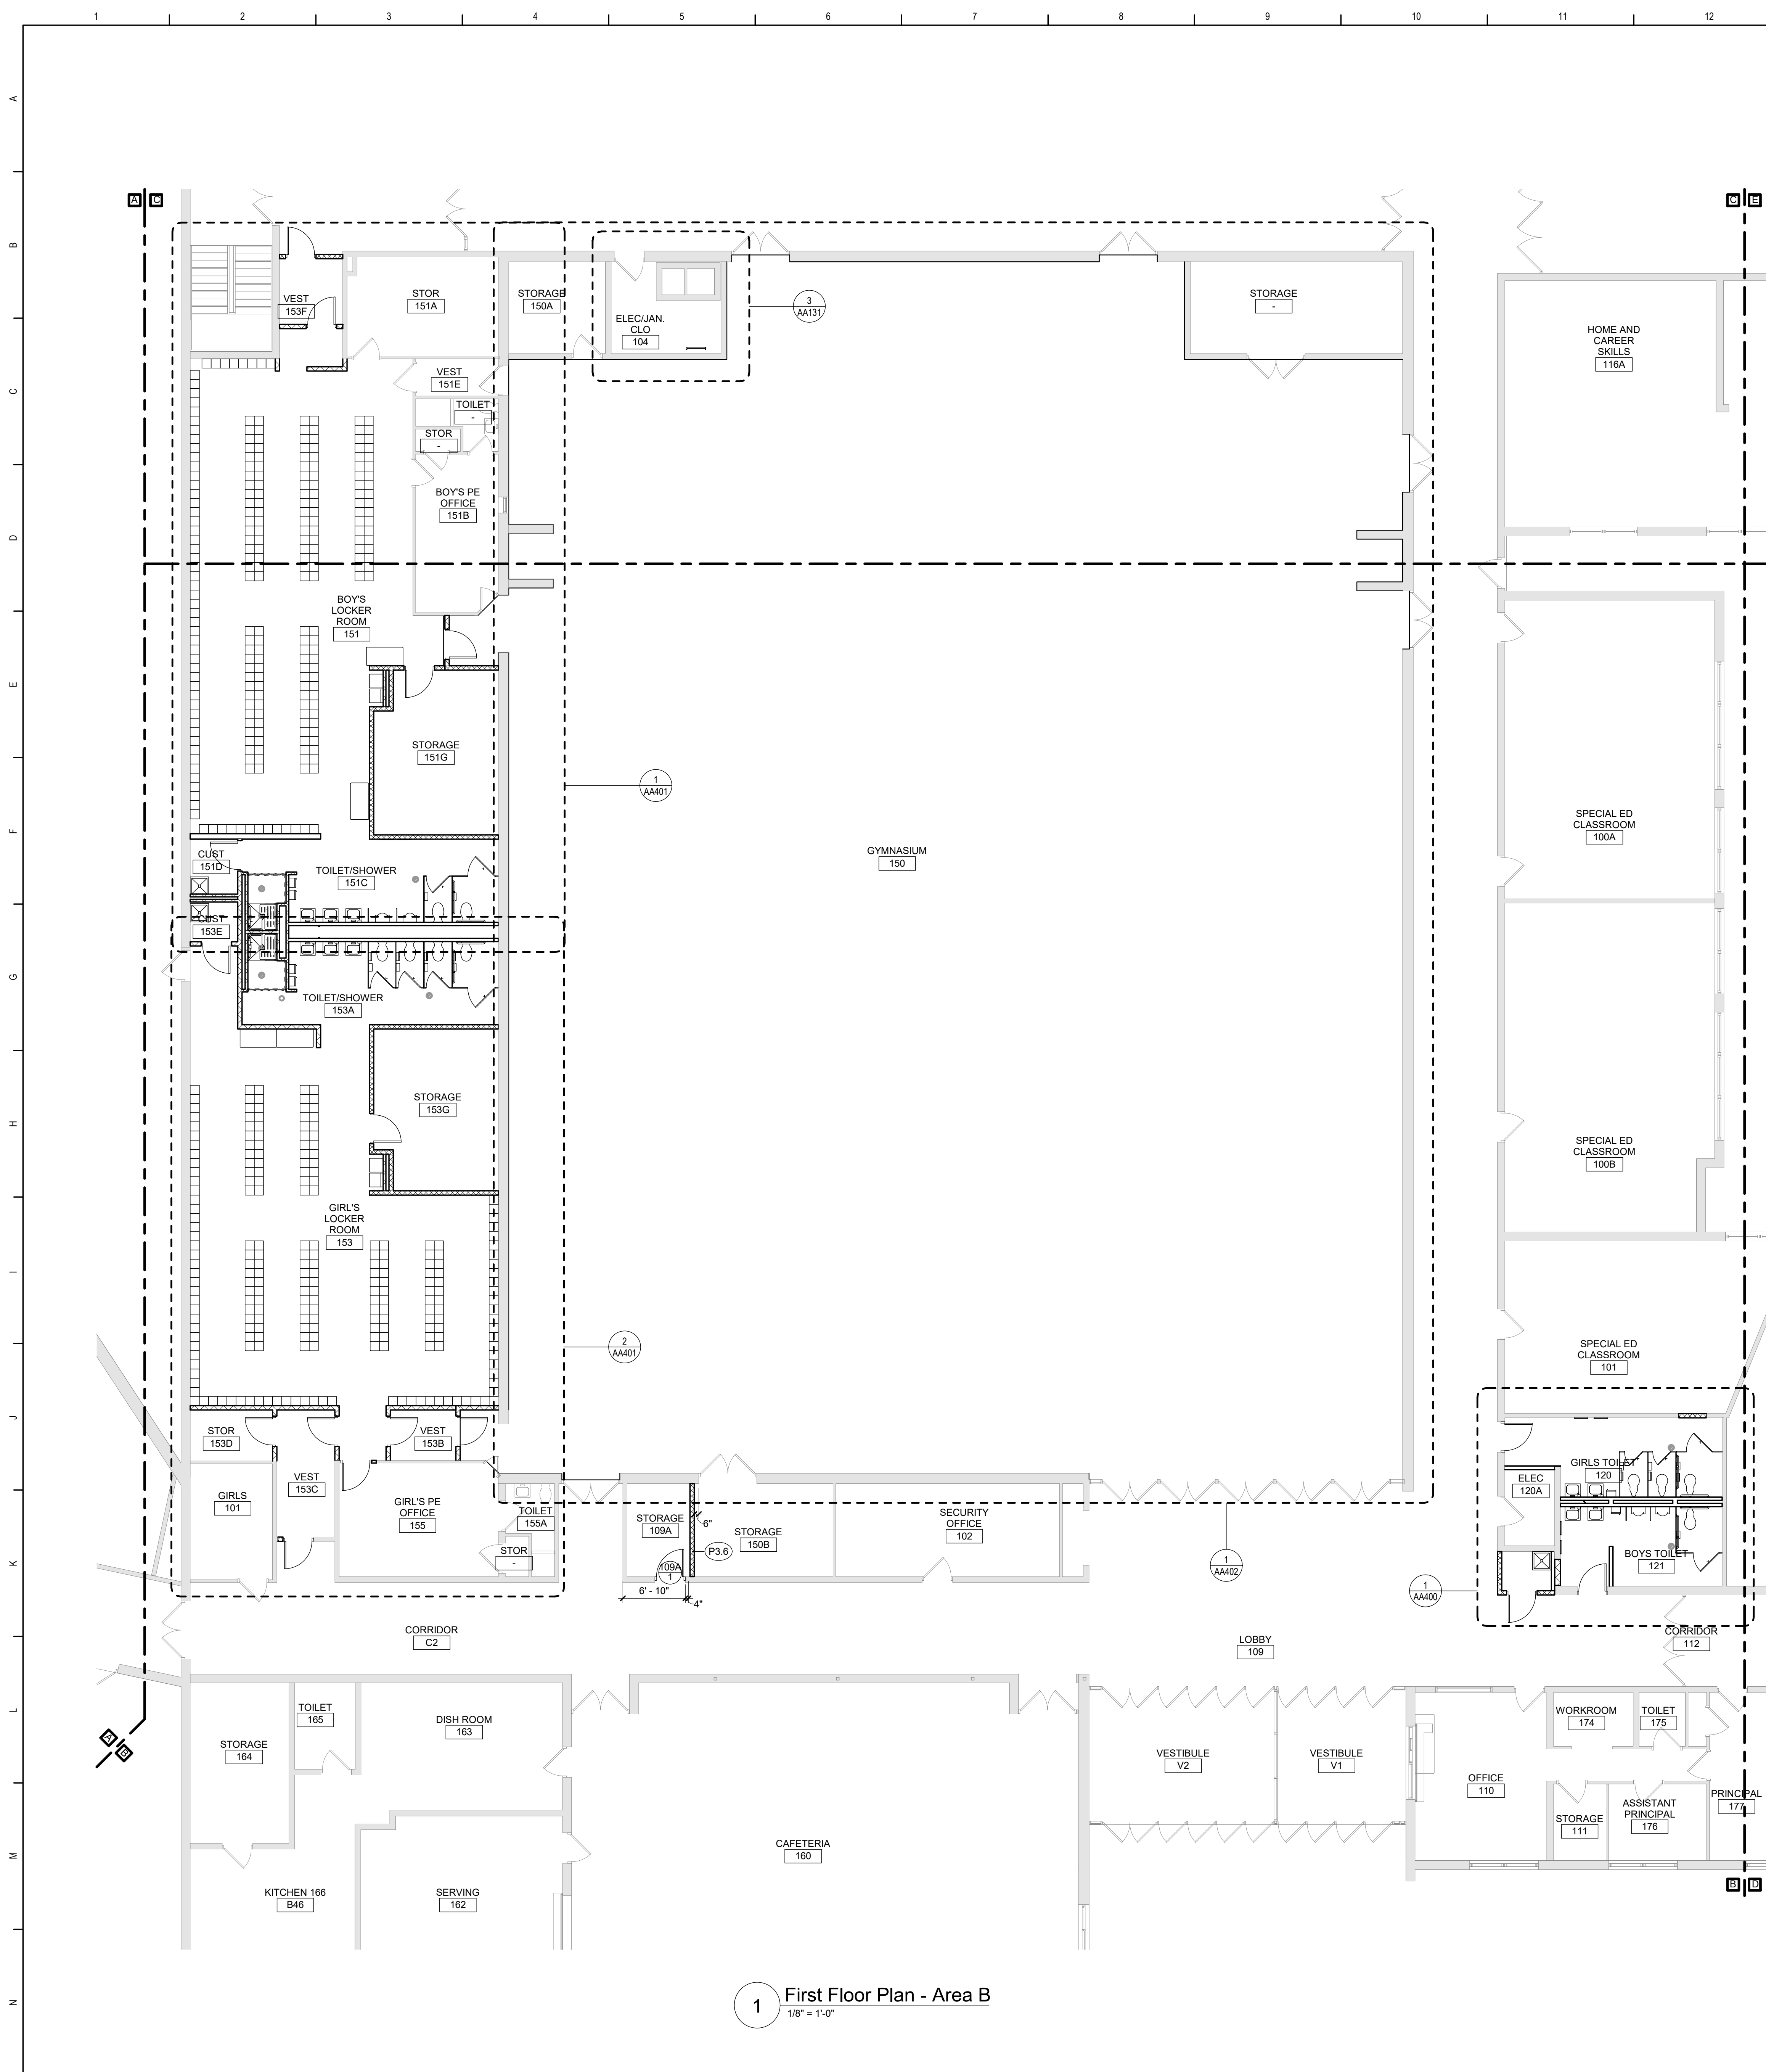 1 2 3 4 5 6 7 8 9 10 11 12
A
B
C
D
E
F
G
H
I
J
K
L
M
N
A C
C E
VEST
153F
STOR
151A
STORAGE
150A
ELEC/JAN.
CLO
104
3
AA131
STORAGE
-
HOME AND
CAREER
SKILLS
116A
VEST
151E
TOILET
-
STOR
-
BOY'S PE
OFFICE
151B
BOY'S
LOCKER
ROOM
151
STORAGE
151G
1
AA401
SPECIAL ED
CLASSROOM
100A
GYMNASIUM
150
CUST
151D
TOILET/SHOWER
151C
CUST
153E
TOILET/SHOWER
153A
STORAGE
153G
SPECIAL ED
CLASSROOM
100B
GIRL'S
LOCKER
ROOM
153
2
AA401
SPECIAL ED
CLASSROOM
101
STOR
153D
VEST
153B
VEST
153C
GIRLS
101
GIRL'S PE
OFFICE
155
TOILET
155A
STOR
-
STORAGE
109A
6"
STORAGE
150B
P3.6
109A
1
6' - 10"
4"
SECURITY
OFFICE
102
1
AA402
1
AA400
GIRLS TOILET
120
ELEC
120A
BOYS TOILET
121
CORRIDOR
C2
LOBBY
109
CORRIDOR
112
A
B
STORAGE
164
TOILET
165
DISH ROOM
163
VESTIBULE
V2
VESTIBULE
V1
WORKROOM
174
TOILET
175
OFFICE
110
STORAGE
111
ASSISTANT
PRINCIPAL
176
PRINCIPAL
177
CAFETERIA
160
KITCHEN 166
B46
SERVING
162
B D
1
First Floor Plan - Area B
1/8" = 1'-0"